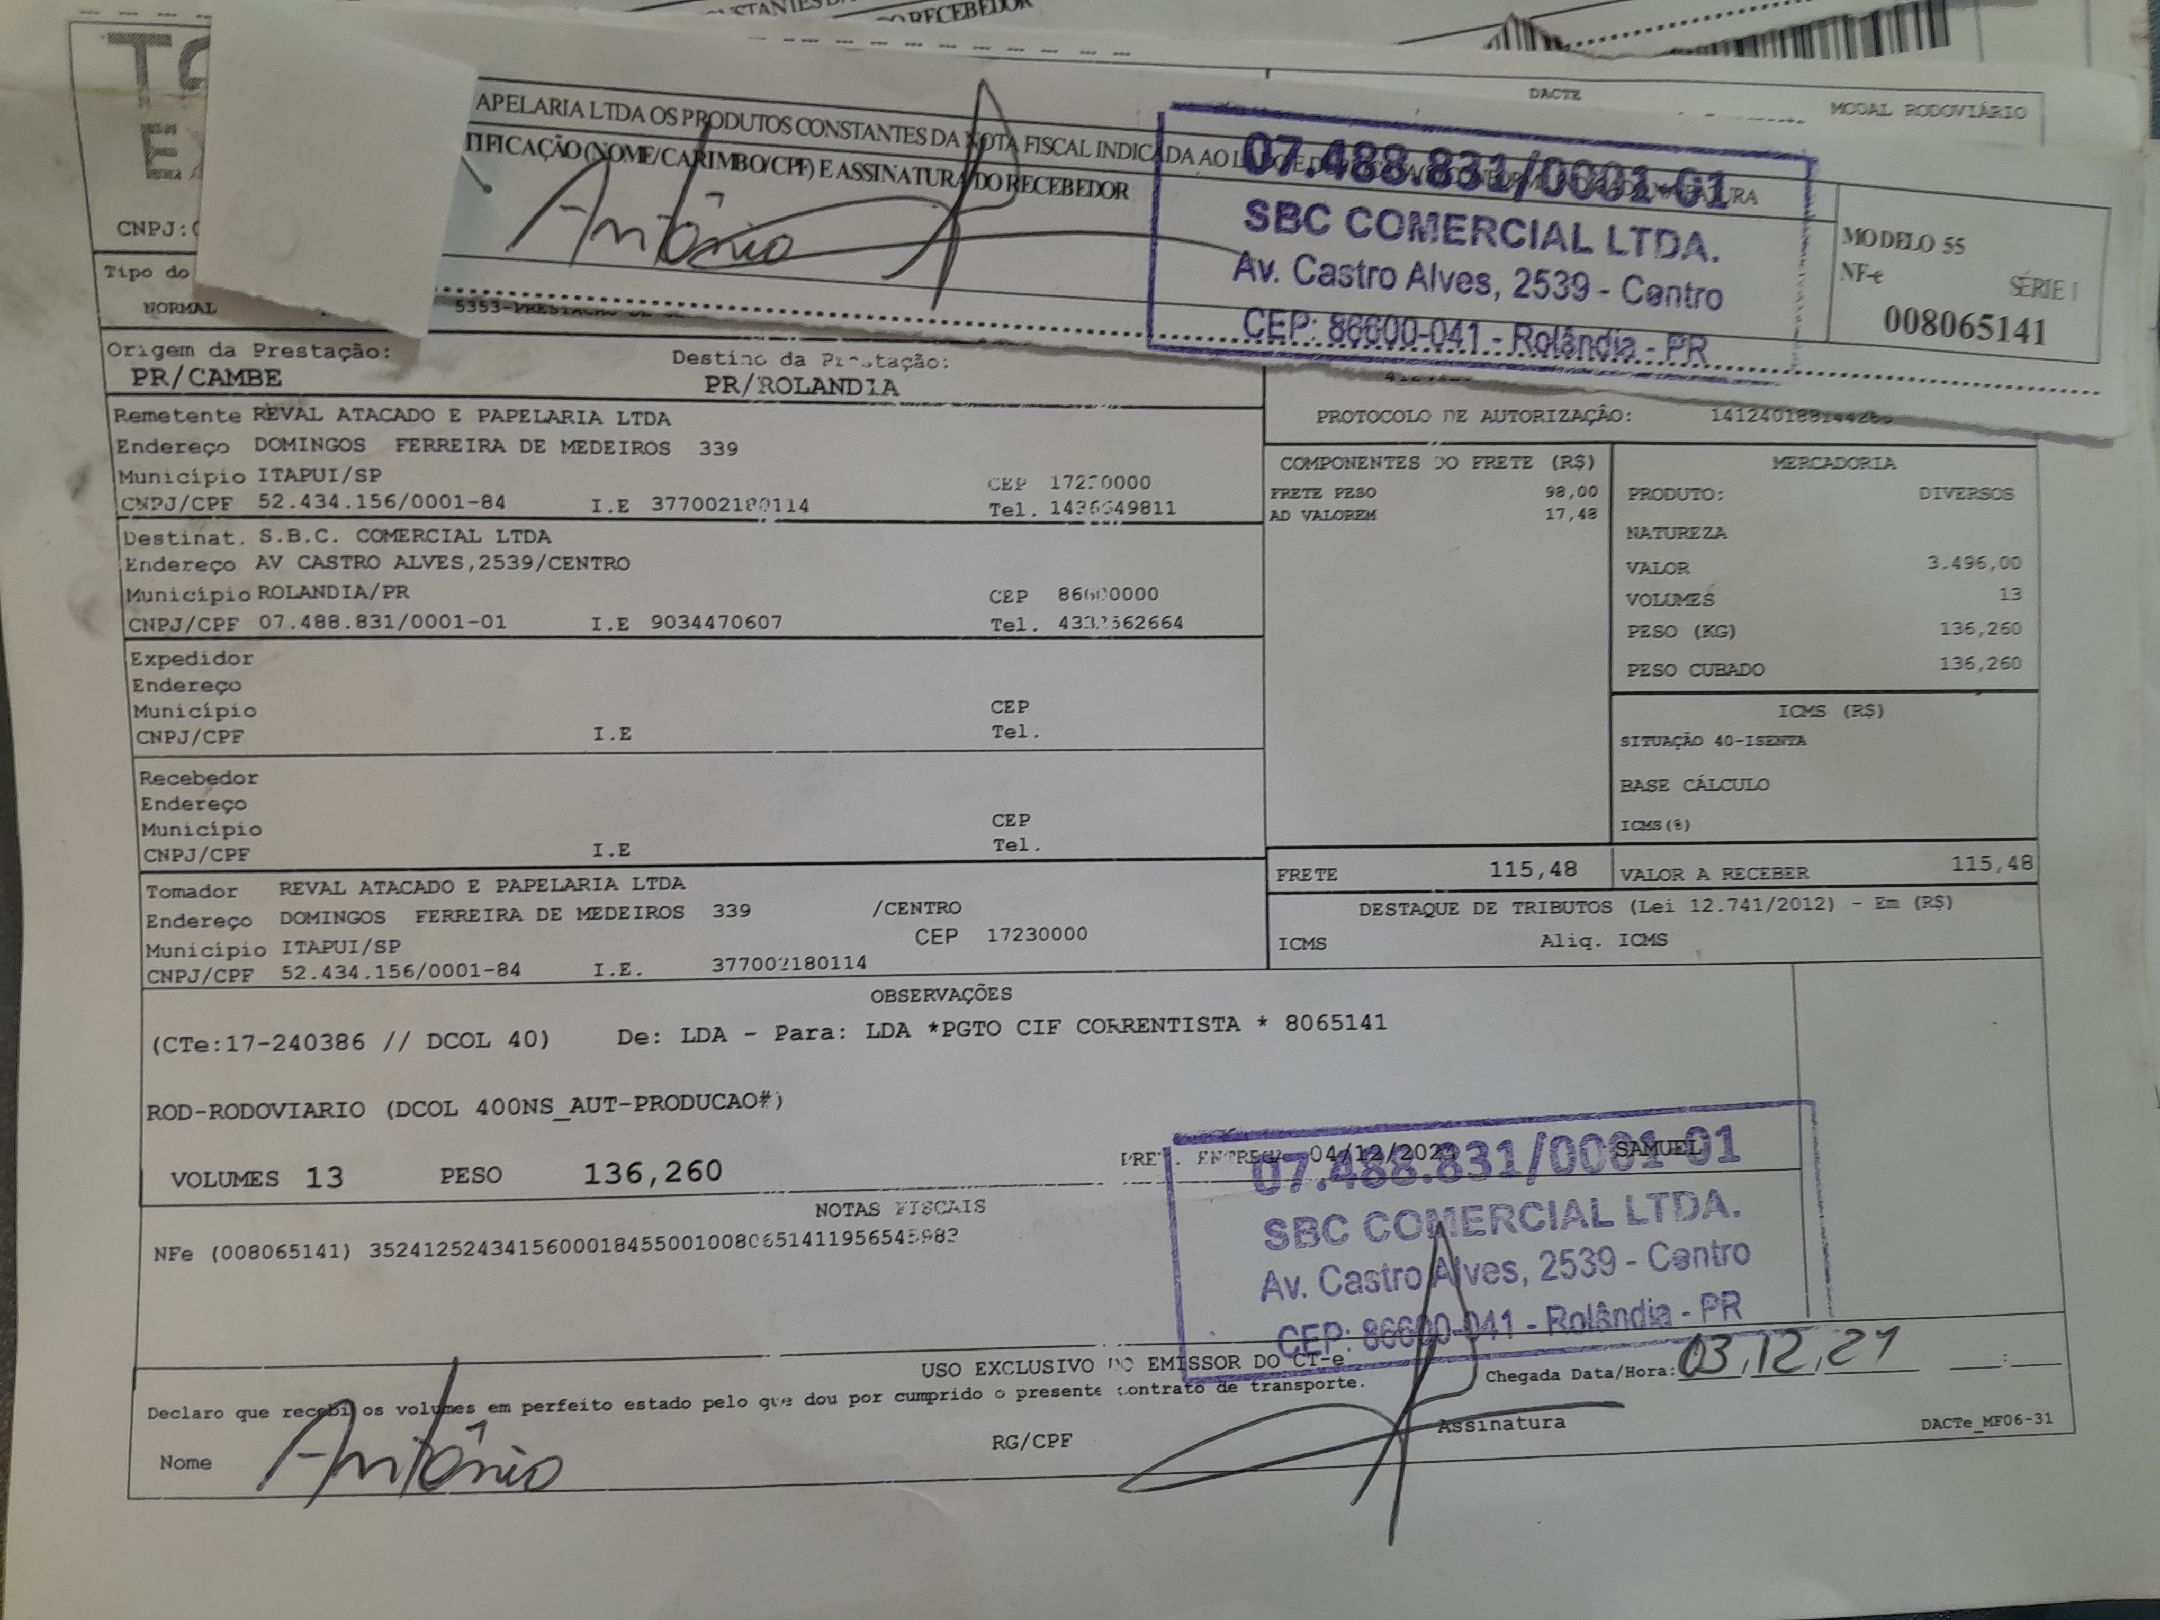 DO RECEBEDOR
DACTE
MODAL RODOVIÁRIO
APELARIA LTDA OS PRODUTOS CONSTANTES DA NOTA FISCAL INDICADA AO
TIFICAÇÃO (NOME/CARIMBO/CPF) E ASSINATURA DO RECEBEDOR
Antônio
07.488.831/0001-01
SBC COMERCIAL LTDA.
Av. Castro Alves, 2539 - Centro
CEP: 86600-041 - Rolândia - PR
MODELO 55
NF-e
SÉRIE 1
008065141
CNPJ:
Tipo do
NORMAL
Origem da Prestação:
PR/CAMBE
Destino da Prestação:
PR/ROLANDIA
PROTOCOLO DE AUTORIZAÇÃO:
Remetente REVAL ATACADO E PAPELARIA LTDA
Endereço DOMINGOS FERREIRA DE MEDEIROS 339
Município ITAPUI/SP CEP 17230000
CNPJ/CPF 52.434.156/0001-84 I.E 377002180114 Tel. 1436649811
Destinat. S.B.C. COMERCIAL LTDA
Endereço AV CASTRO ALVES,2539/CENTRO
Município ROLANDIA/PR CEP 86600000
CNPJ/CPF 07.488.831/0001-01 I.E 9034470607 Tel.
Expedidor
Endereço
Município CEP
CNPJ/CPF I.E Tel.
Recebedor
Endereço
Município CEP
CNPJ/CPF I.E Tel.
Tomador REVAL ATACADO E PAPELARIA LTDA
Endereço DOMINGOS FERREIRA DE MEDEIROS 339 /CENTRO
Município ITAPUI/SP CEP 17230000
CNPJ/CPF 52.434.156/0001-84 I.E. 377002180114
COMPONENTES DO FRETE (R$)
FRETE PESO 98,00
AD VALOREM 17,48
MERCADORIA
PRODUTO: DIVERSOS
NATUREZA
VALOR 3.496,00
VOLUMES 13
PESO (KG) 136,260
PESO CUBADO 136,260
ICMS (R$)
SITUAÇÃO 40-ISENTA
BASE CÁLCULO
ICMS(%)
FRETE 115,48 VALOR A RECEBER 115,48
DESTAQUE DE TRIBUTOS (Lei 12.741/2012) - Em (R$)
ICMS Aliq. ICMS
OBSERVAÇÕES
(CTe:17-240386 // DCOL 40) De: LDA - Para: LDA *PGTO CIF CORRENTISTA * 8065141
ROD-RODOVIARIO (DCOL 400NS_AUT-PRODUCAO#)
VOLUMES 13 PESO 136,260
SAMUEL
07.488.831/0001-01
SBC COMERCIAL LTDA.
Av. Castro Alves, 2539 - Centro
CEP: 86600-041 - Rolândia - PR
NOTAS FISCAIS
NFe (008065141)
USO EXCLUSIVO DO EMISSOR DO CT-e
Chegada Data/Hora: 03,12,24 __:__
Declaro que recebi os volumes em perfeito estado pelo que dou por cumprido o presente contrato de transporte.
Nome Antônio RG/CPF Assinatura
DACTe_MF06-31